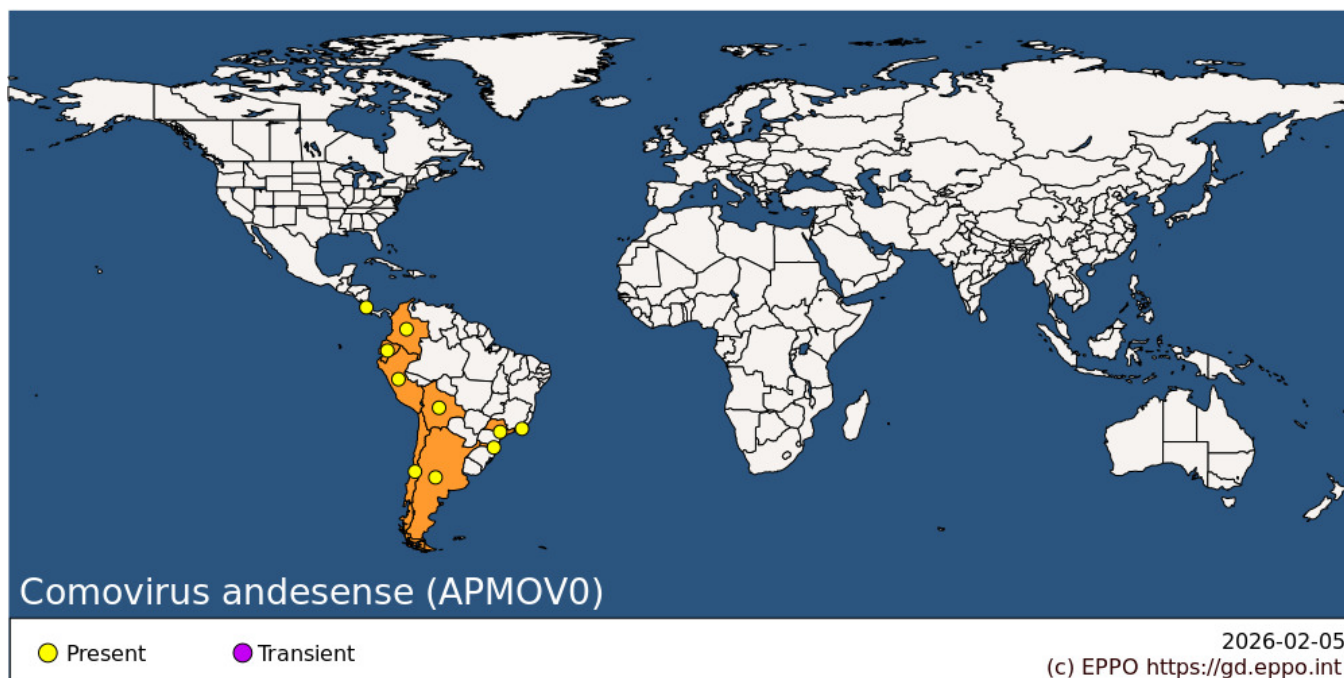 Comovirus andesense (APMOV0)
Present
Transient
2026-02-05
(c) EPPO https://gd.eppo.int